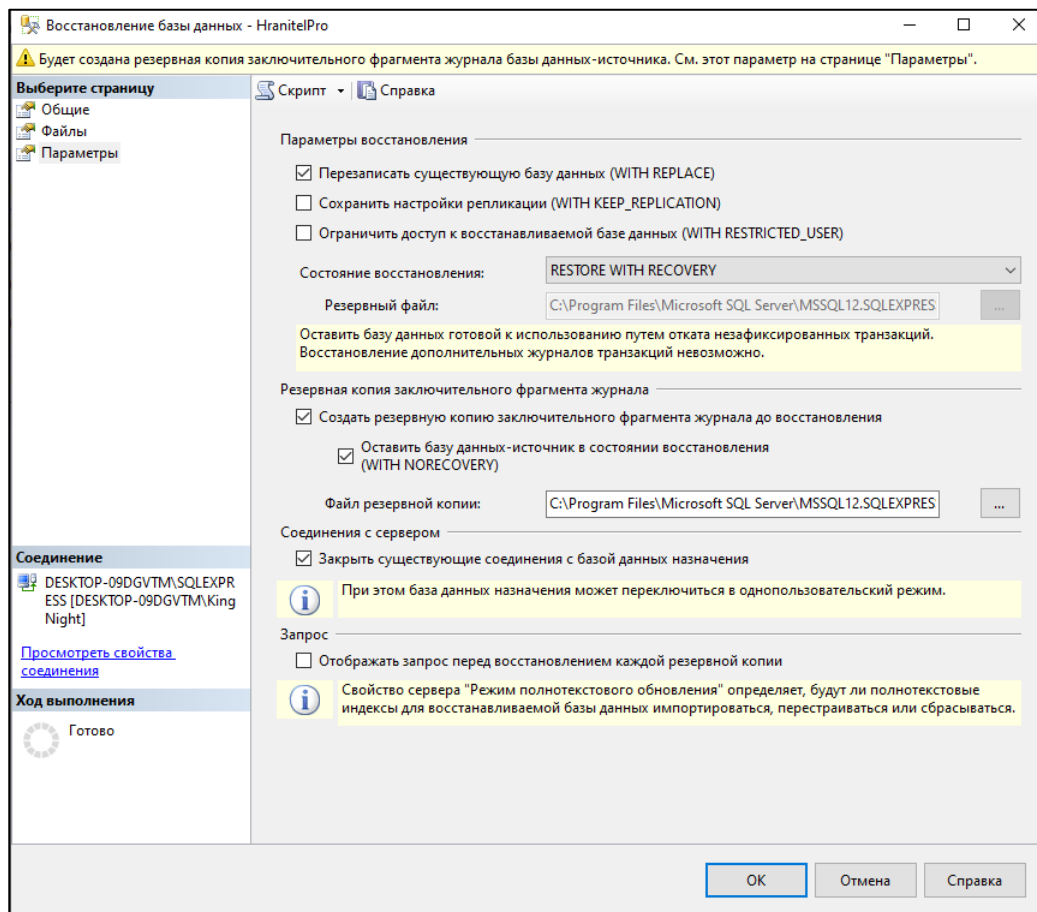 Восстановление базы данных - HranitelPro
Будет создана резервная копия заключительного фрагмента журнала базы данных-источника. См. этот параметр на странице "Параметры".
Выберите страницу
Общие
Файлы
Параметры
Скрипт
Справка
Параметры восстановления
Перезаписать существующую базу данных (WITH REPLACE)
Сохранить настройки репликации (WITH KEEP_REPLICATION)
Ограничить доступ к восстанавливаемой базе данных (WITH RESTRICTED_USER)
Состояние восстановления:
RESTORE WITH RECOVERY
Резервный файл:
C:\Program Files\Microsoft SQL Server\MSSQL12.SQLEXPRES
...
Оставить базу данных готовой к использованию путем отката незафиксированных транзакций.
Восстановление дополнительных журналов транзакций невозможно.
Резервная копия заключительного фрагмента журнала
Создать резервную копию заключительного фрагмента журнала до восстановления
Оставить базу данных-источник в состоянии восстановления
(WITH NORECOVERY)
Файл резервной копии:
C:\Program Files\Microsoft SQL Server\MSSQL12.SQLEXPRES
...
Соединения с сервером
Закрыть существующие соединения с базой данных назначения
При этом база данных назначения может переключиться в однопользовательский режим.
Запрос
Отображать запрос перед восстановлением каждой резервной копии
Свойство сервера "Режим полнотекстового обновления" определяет, будут ли полнотекстовые
индексы для восстанавливаемой базы данных импортироваться, перестраиваться или сбрасываться.
Соединение
DESKTOP-09DGVTM\SQLEXPR
ESS [DESKTOP-09DGVTM\King
Night]
Просмотреть свойства
соединения
Ход выполнения
Готово
OK
Отмена
Справка